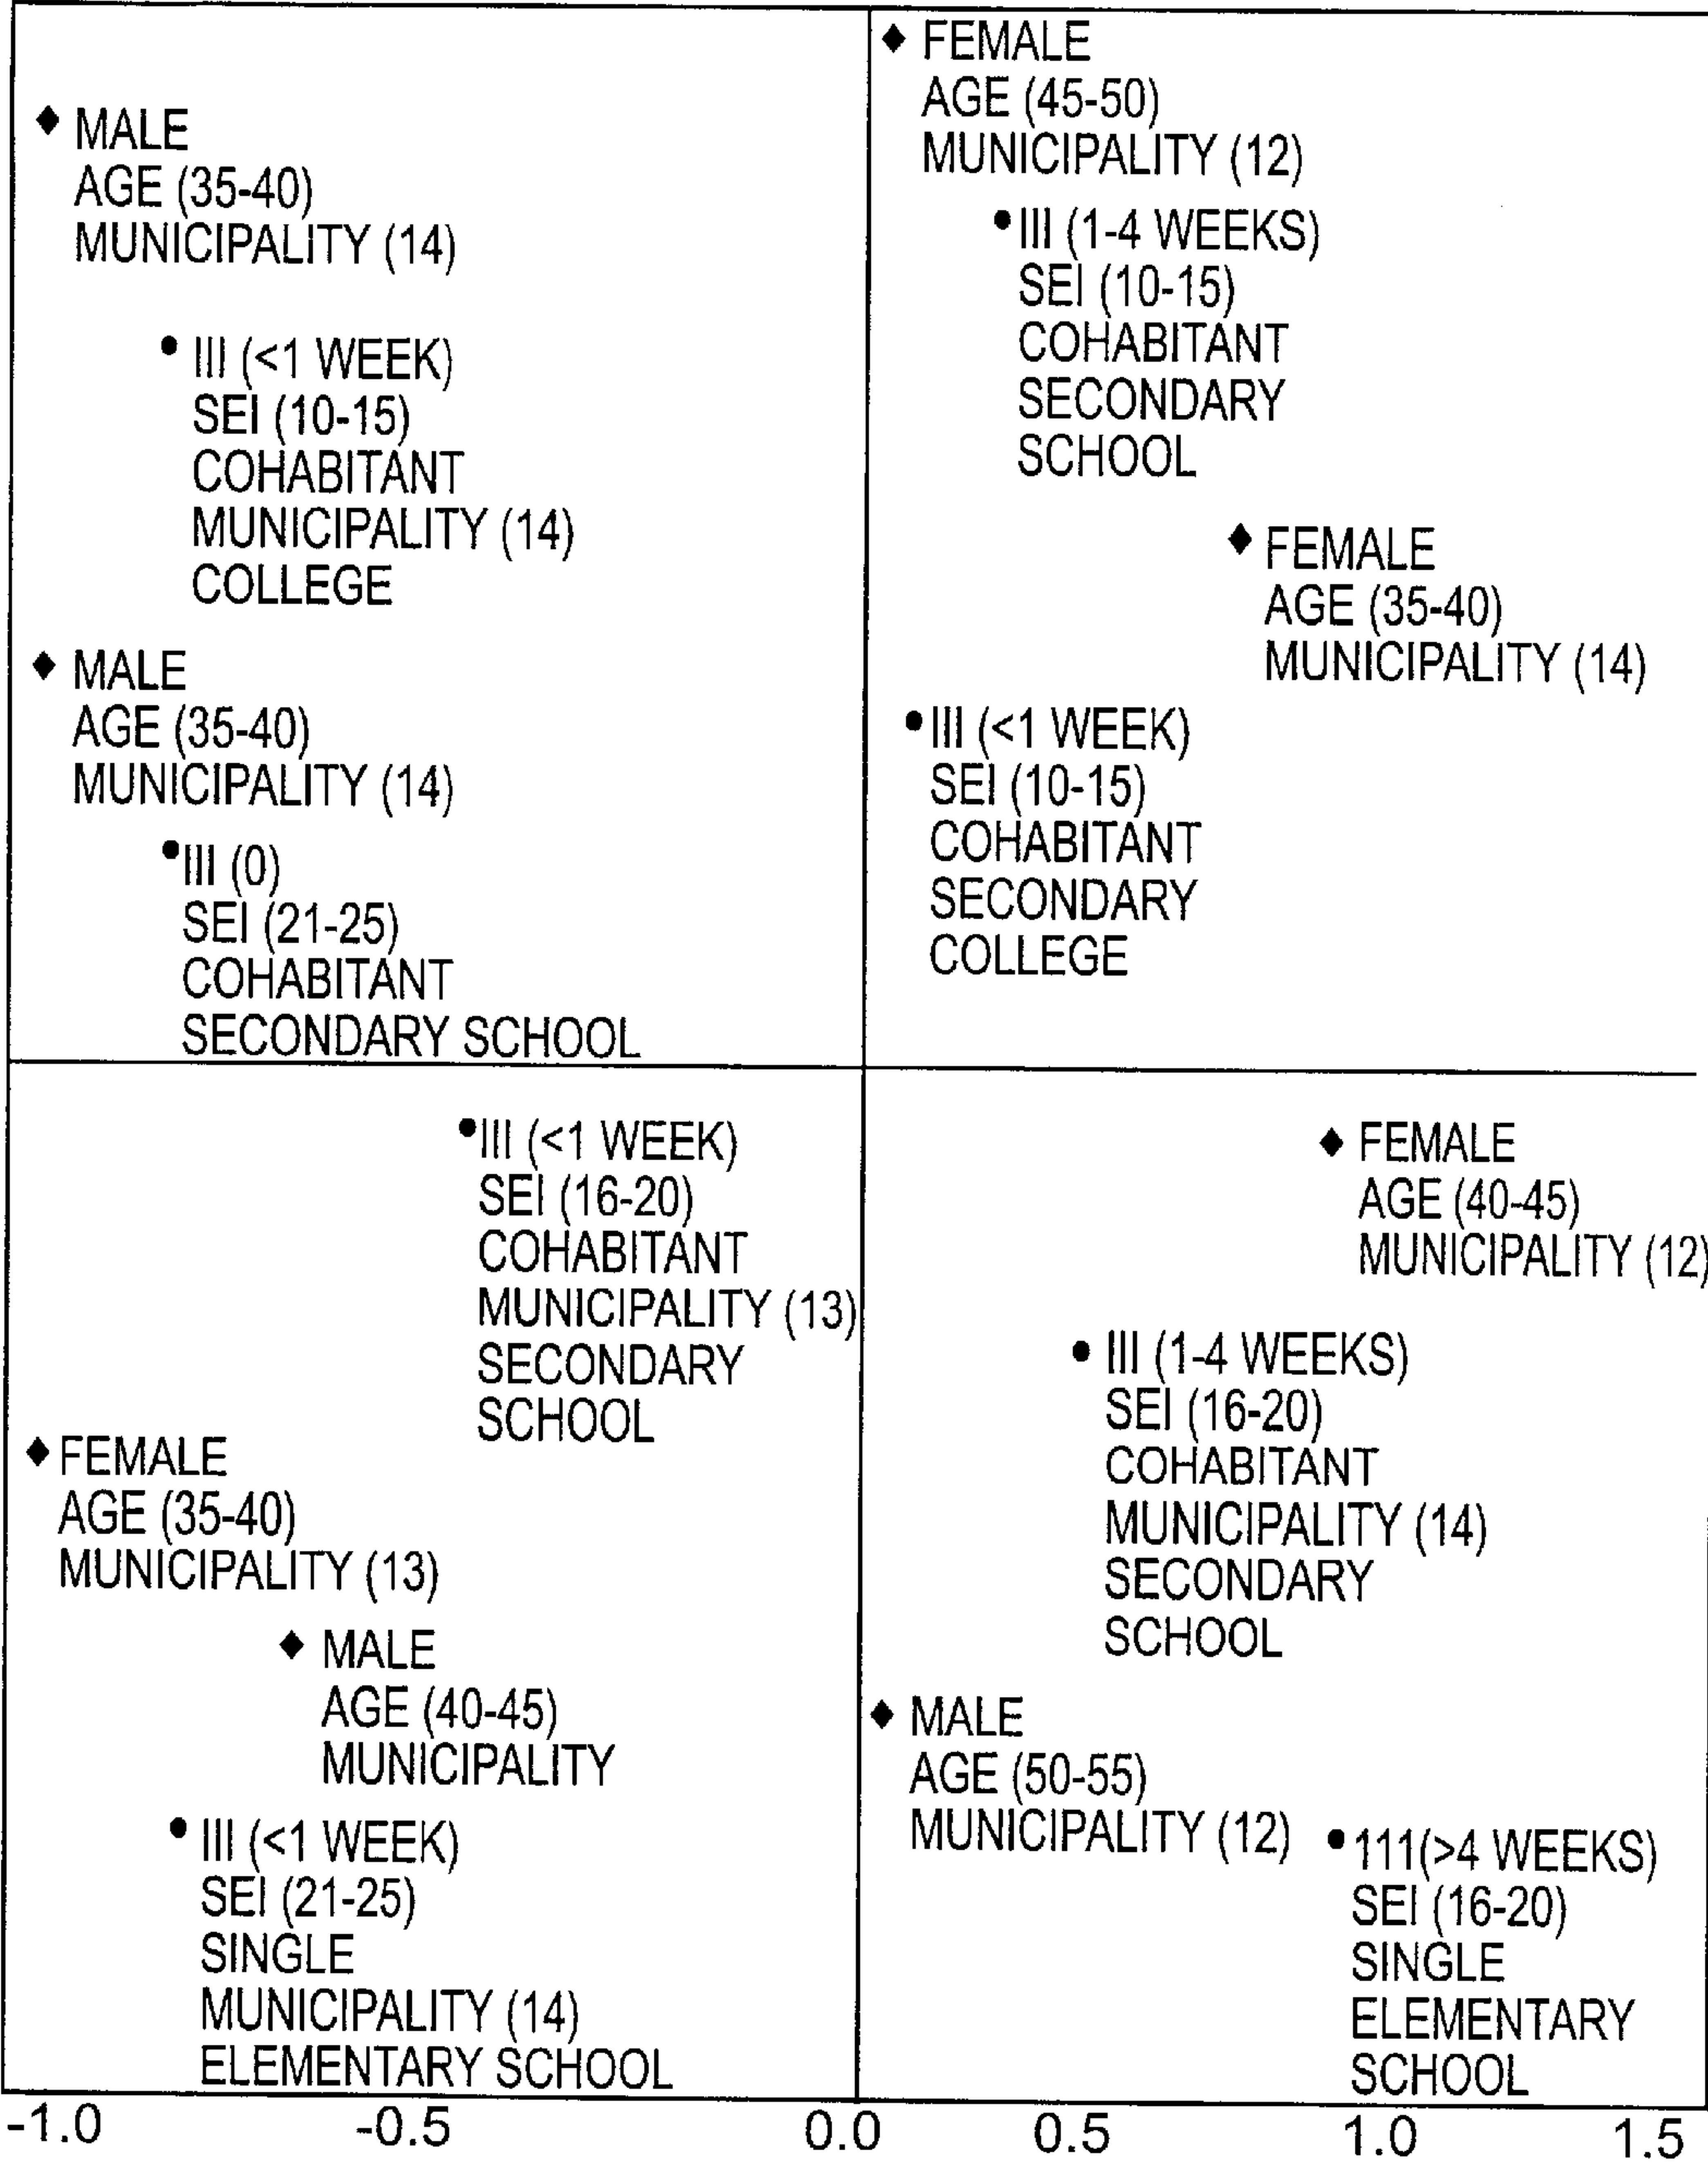 ◆ MALE
AGE (35-40)
MUNICIPALITY (14)
• III (<1 WEEK)
SEI (10-15)
COHABITANT
MUNICIPALITY (14)
COLLEGE
◆ MALE
AGE (35-40)
MUNICIPALITY (14)
• III (0)
SEI (21-25)
COHABITANT
SECONDARY SCHOOL
◆ FEMALE
AGE (45-50)
MUNICIPALITY (12)
• III (1-4 WEEKS)
SEI (10-15)
COHABITANT
SECONDARY
SCHOOL
◆ FEMALE
AGE (35-40)
MUNICIPALITY (14)
• III (<1 WEEK)
SEI (10-15)
COHABITANT
SECONDARY
COLLEGE
• III (<1 WEEK)
SEI (16-20)
COHABITANT
MUNICIPALITY (13)
SECONDARY
SCHOOL
◆ FEMALE
AGE (35-40)
MUNICIPALITY (13)
◆ MALE
AGE (40-45)
MUNICIPALITY
• III (<1 WEEK)
SEI (21-25)
SINGLE
MUNICIPALITY (14)
ELEMENTARY SCHOOL
◆ FEMALE
AGE (40-45)
MUNICIPALITY (12)
• III (1-4 WEEKS)
SEI (16-20)
COHABITANT
MUNICIPALITY (14)
SECONDARY
SCHOOL
◆ MALE
AGE (50-55)
MUNICIPALITY (12)
• 111(>4 WEEKS)
SEI (16-20)
SINGLE
ELEMENTARY
SCHOOL
-1.0 -0.5 0.0 0.5 1.0 1.5